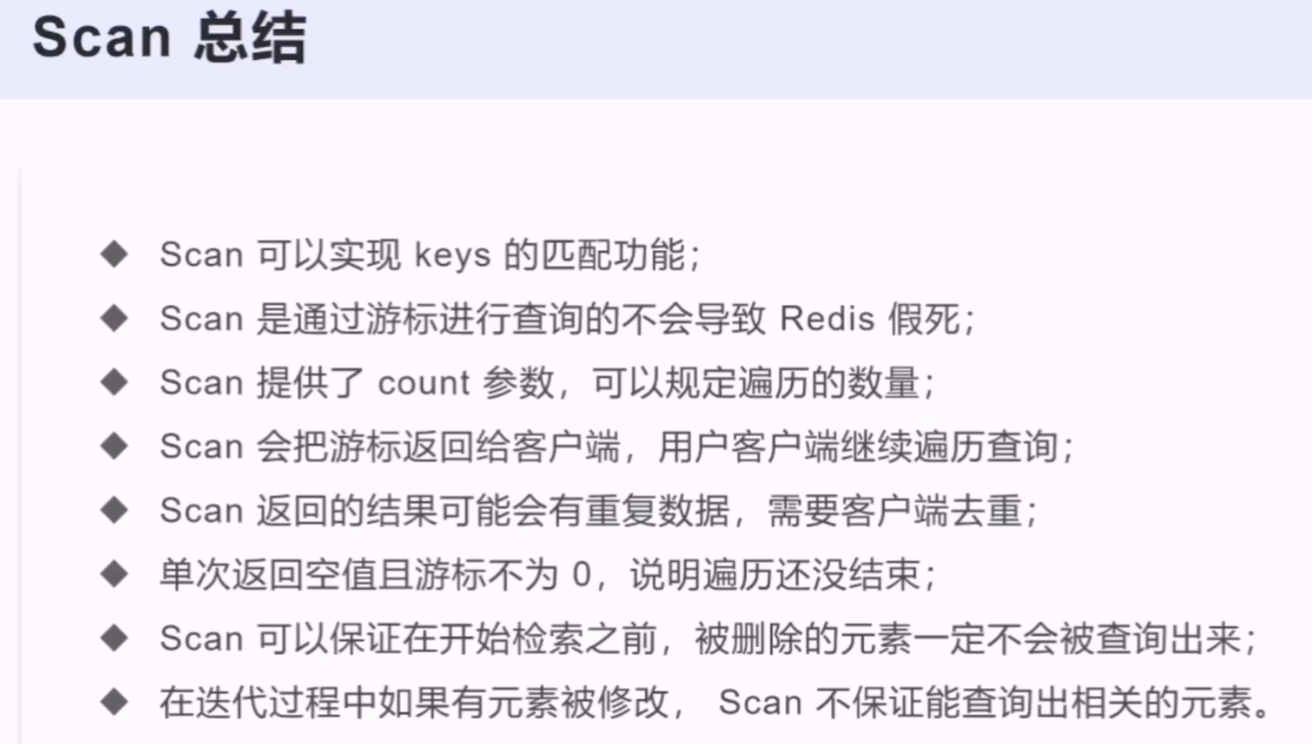 Scan 总结
◆ Scan 可以实现 keys 的匹配功能；
◆ Scan 是通过游标进行查询的不会导致 Redis 假死；
◆ Scan 提供了 count 参数，可以规定遍历的数量；
◆ Scan 会把游标返回给客户端，用户客户端继续遍历查询；
◆ Scan 返回的结果可能会有重复数据，需要客户端去重；
◆ 单次返回空值且游标不为 0，说明遍历还没结束；
◆ Scan 可以保证在开始检索之前，被删除的元素一定不会被查询出来；
◆ 在迭代过程中如果有元素被修改， Scan 不保证能查询出相关的元素。